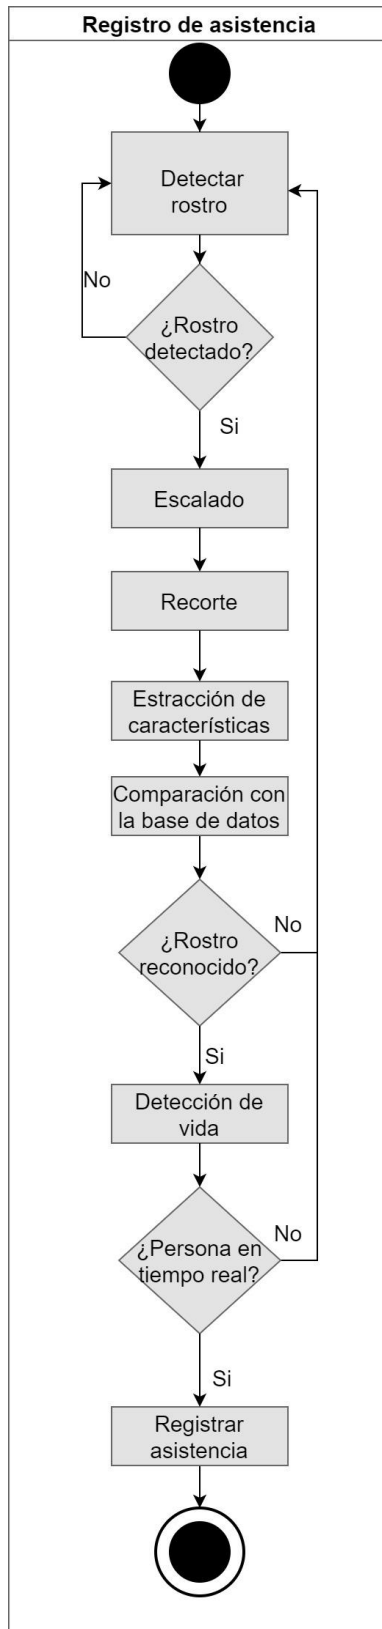 Registro de asistencia
Detectar
rostro
No
¿Rostro
detectado?
Si
Escalado
Recorte
Estracción de
características
Comparación con
la base de datos
¿Rostro
reconocido?
No
Si
Detección de
vida
¿Persona en
tiempo real?
No
Si
Registrar
asistencia